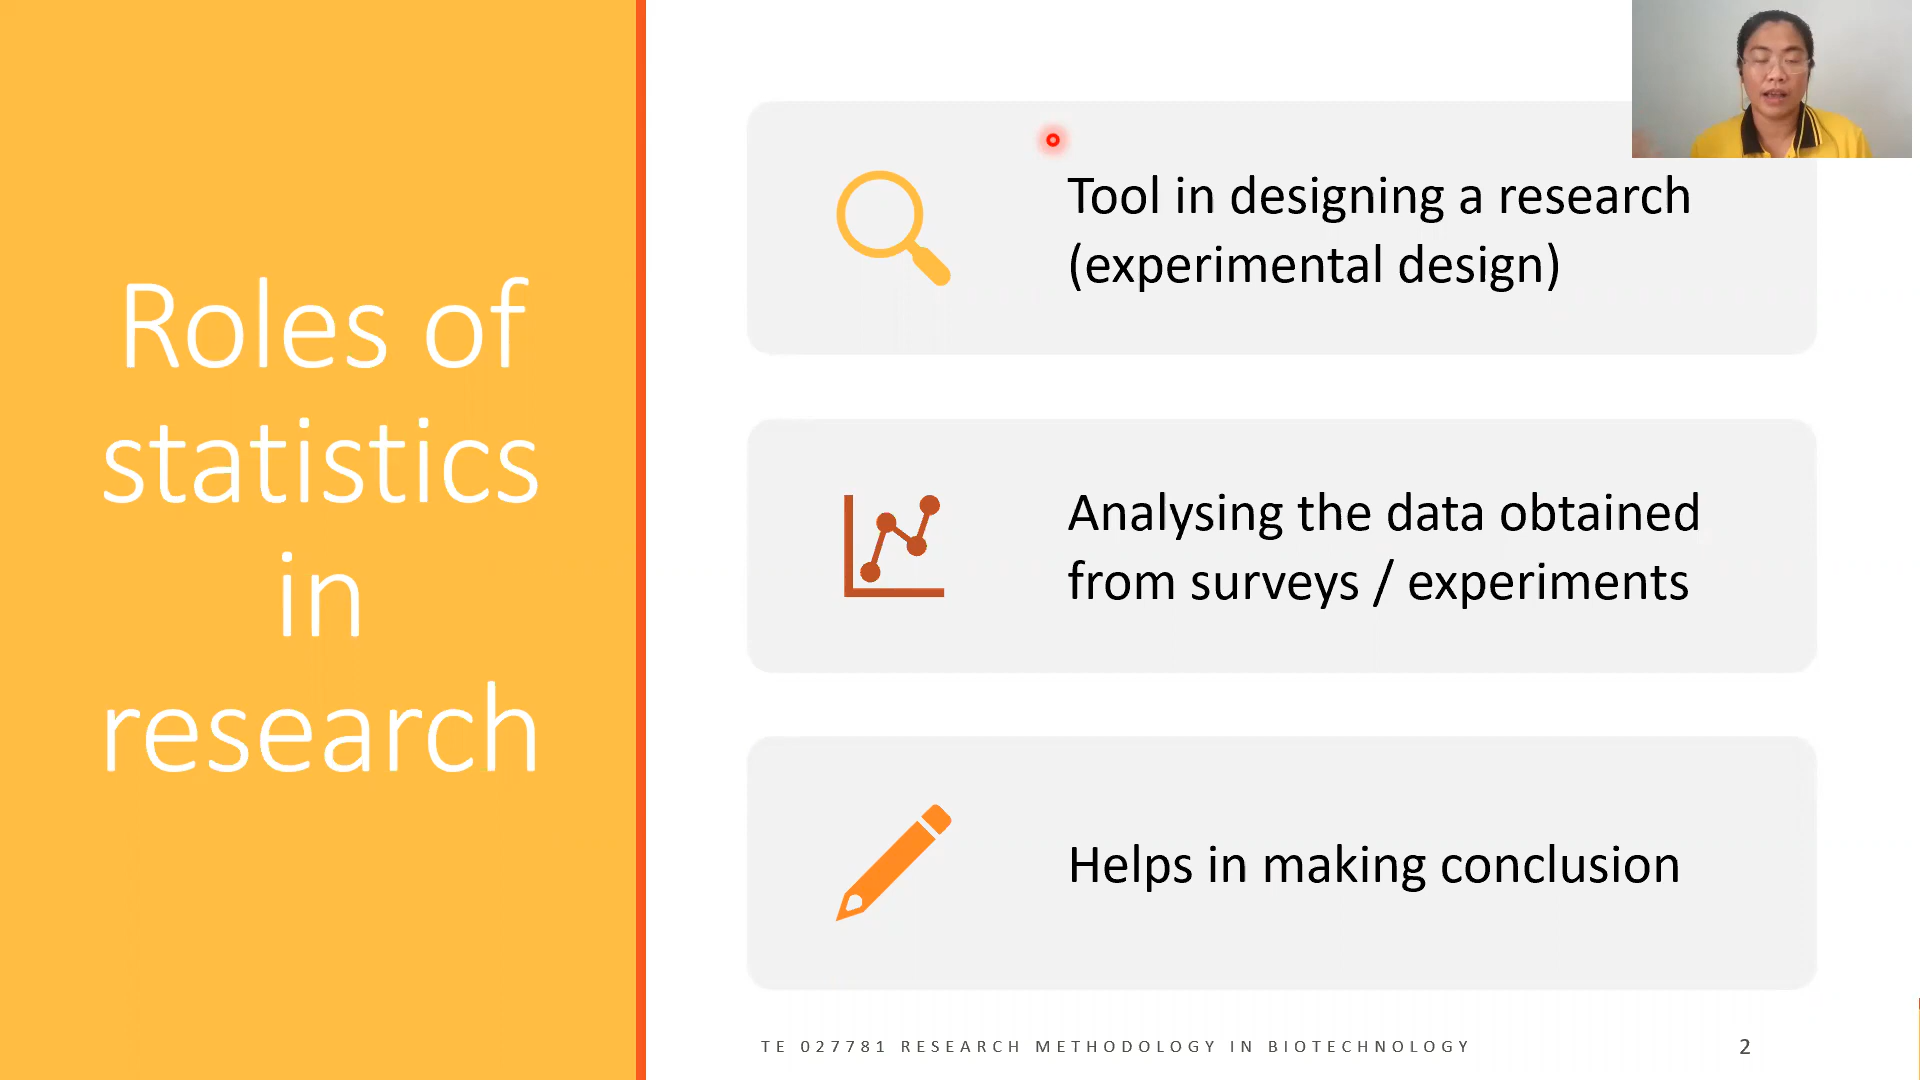 Roles of
statistics
in
research
Tool in designing a research
(experimental design)
Analysing the data obtained
from surveys / experiments
Helps in making conclusion
TE 027781 RESEARCH METHODOLOGY IN BIOTECHNOLOGY
2